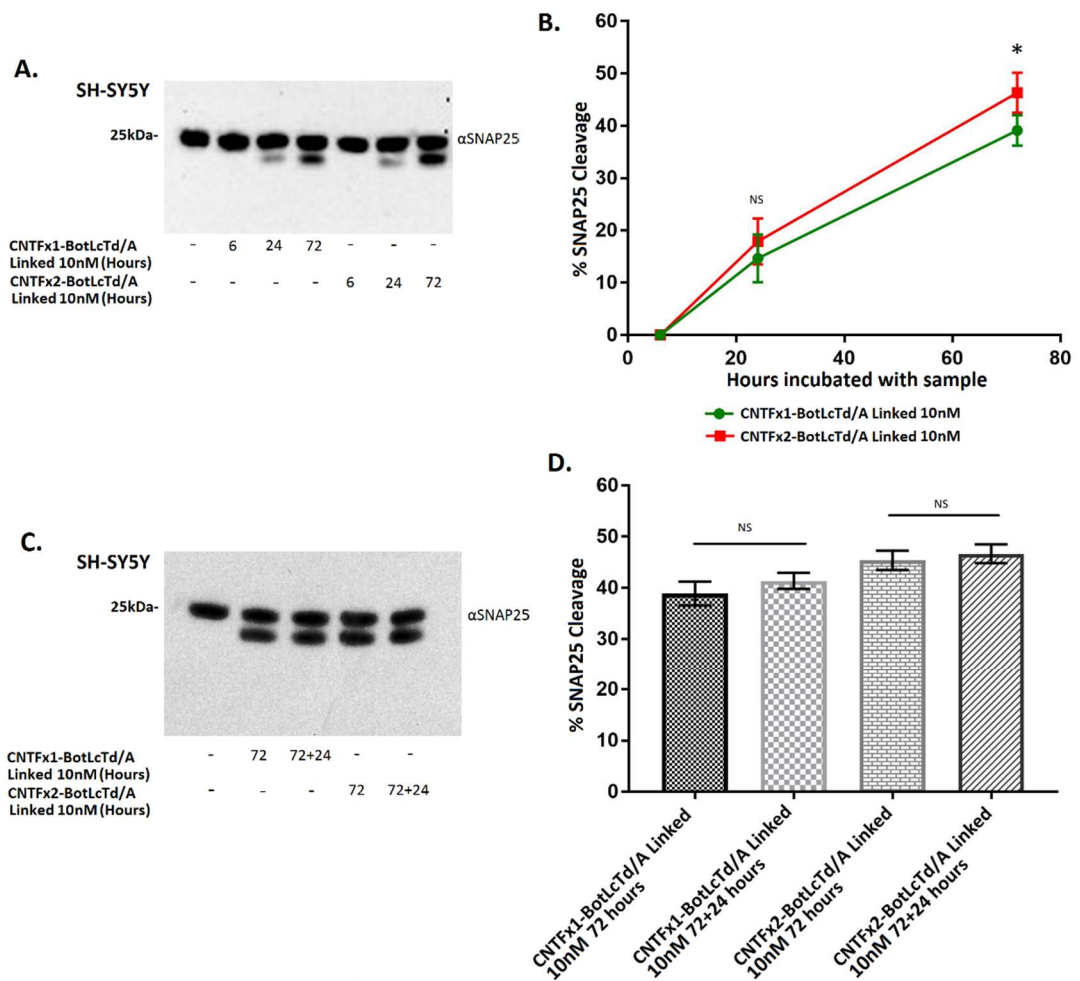 A.
SH-SY5Y
25kDa-
αSNAP25
CNTFx1-BotLcTd/A - 6 24 72 - - -
Linked 10nM (Hours)
CNTFx2-BotLcTd/A - - - - 6 24 72
Linked 10nM (Hours)
B.
% SNAP25 Cleavage
60
50
40
30
20
10
0
NS
*
0 20 40 60 80
Hours incubated with sample
CNTFx1-BotLcTd/A Linked 10nM
CNTFx2-BotLcTd/A Linked 10nM
C.
SH-SY5Y
25kDa-
αSNAP25
CNTFx1-BotLcTd/A - 72 72+24 - -
Linked 10nM (Hours)
CNTFx2-BotLcTd/A - - - 72 72+24
Linked 10nM (Hours)
D.
% SNAP25 Cleavage
60
50
40
30
20
10
0
NS
NS
CNTFx1-BotLcTd/A Linked
10nM 72 hours
CNTFx1-BotLcTd/A Linked
10nM 72+24 hours
CNTFx2-BotLcTd/A Linked
10nM 72 hours
CNTFx2-BotLcTd/A Linked
10nM 72+24 hours